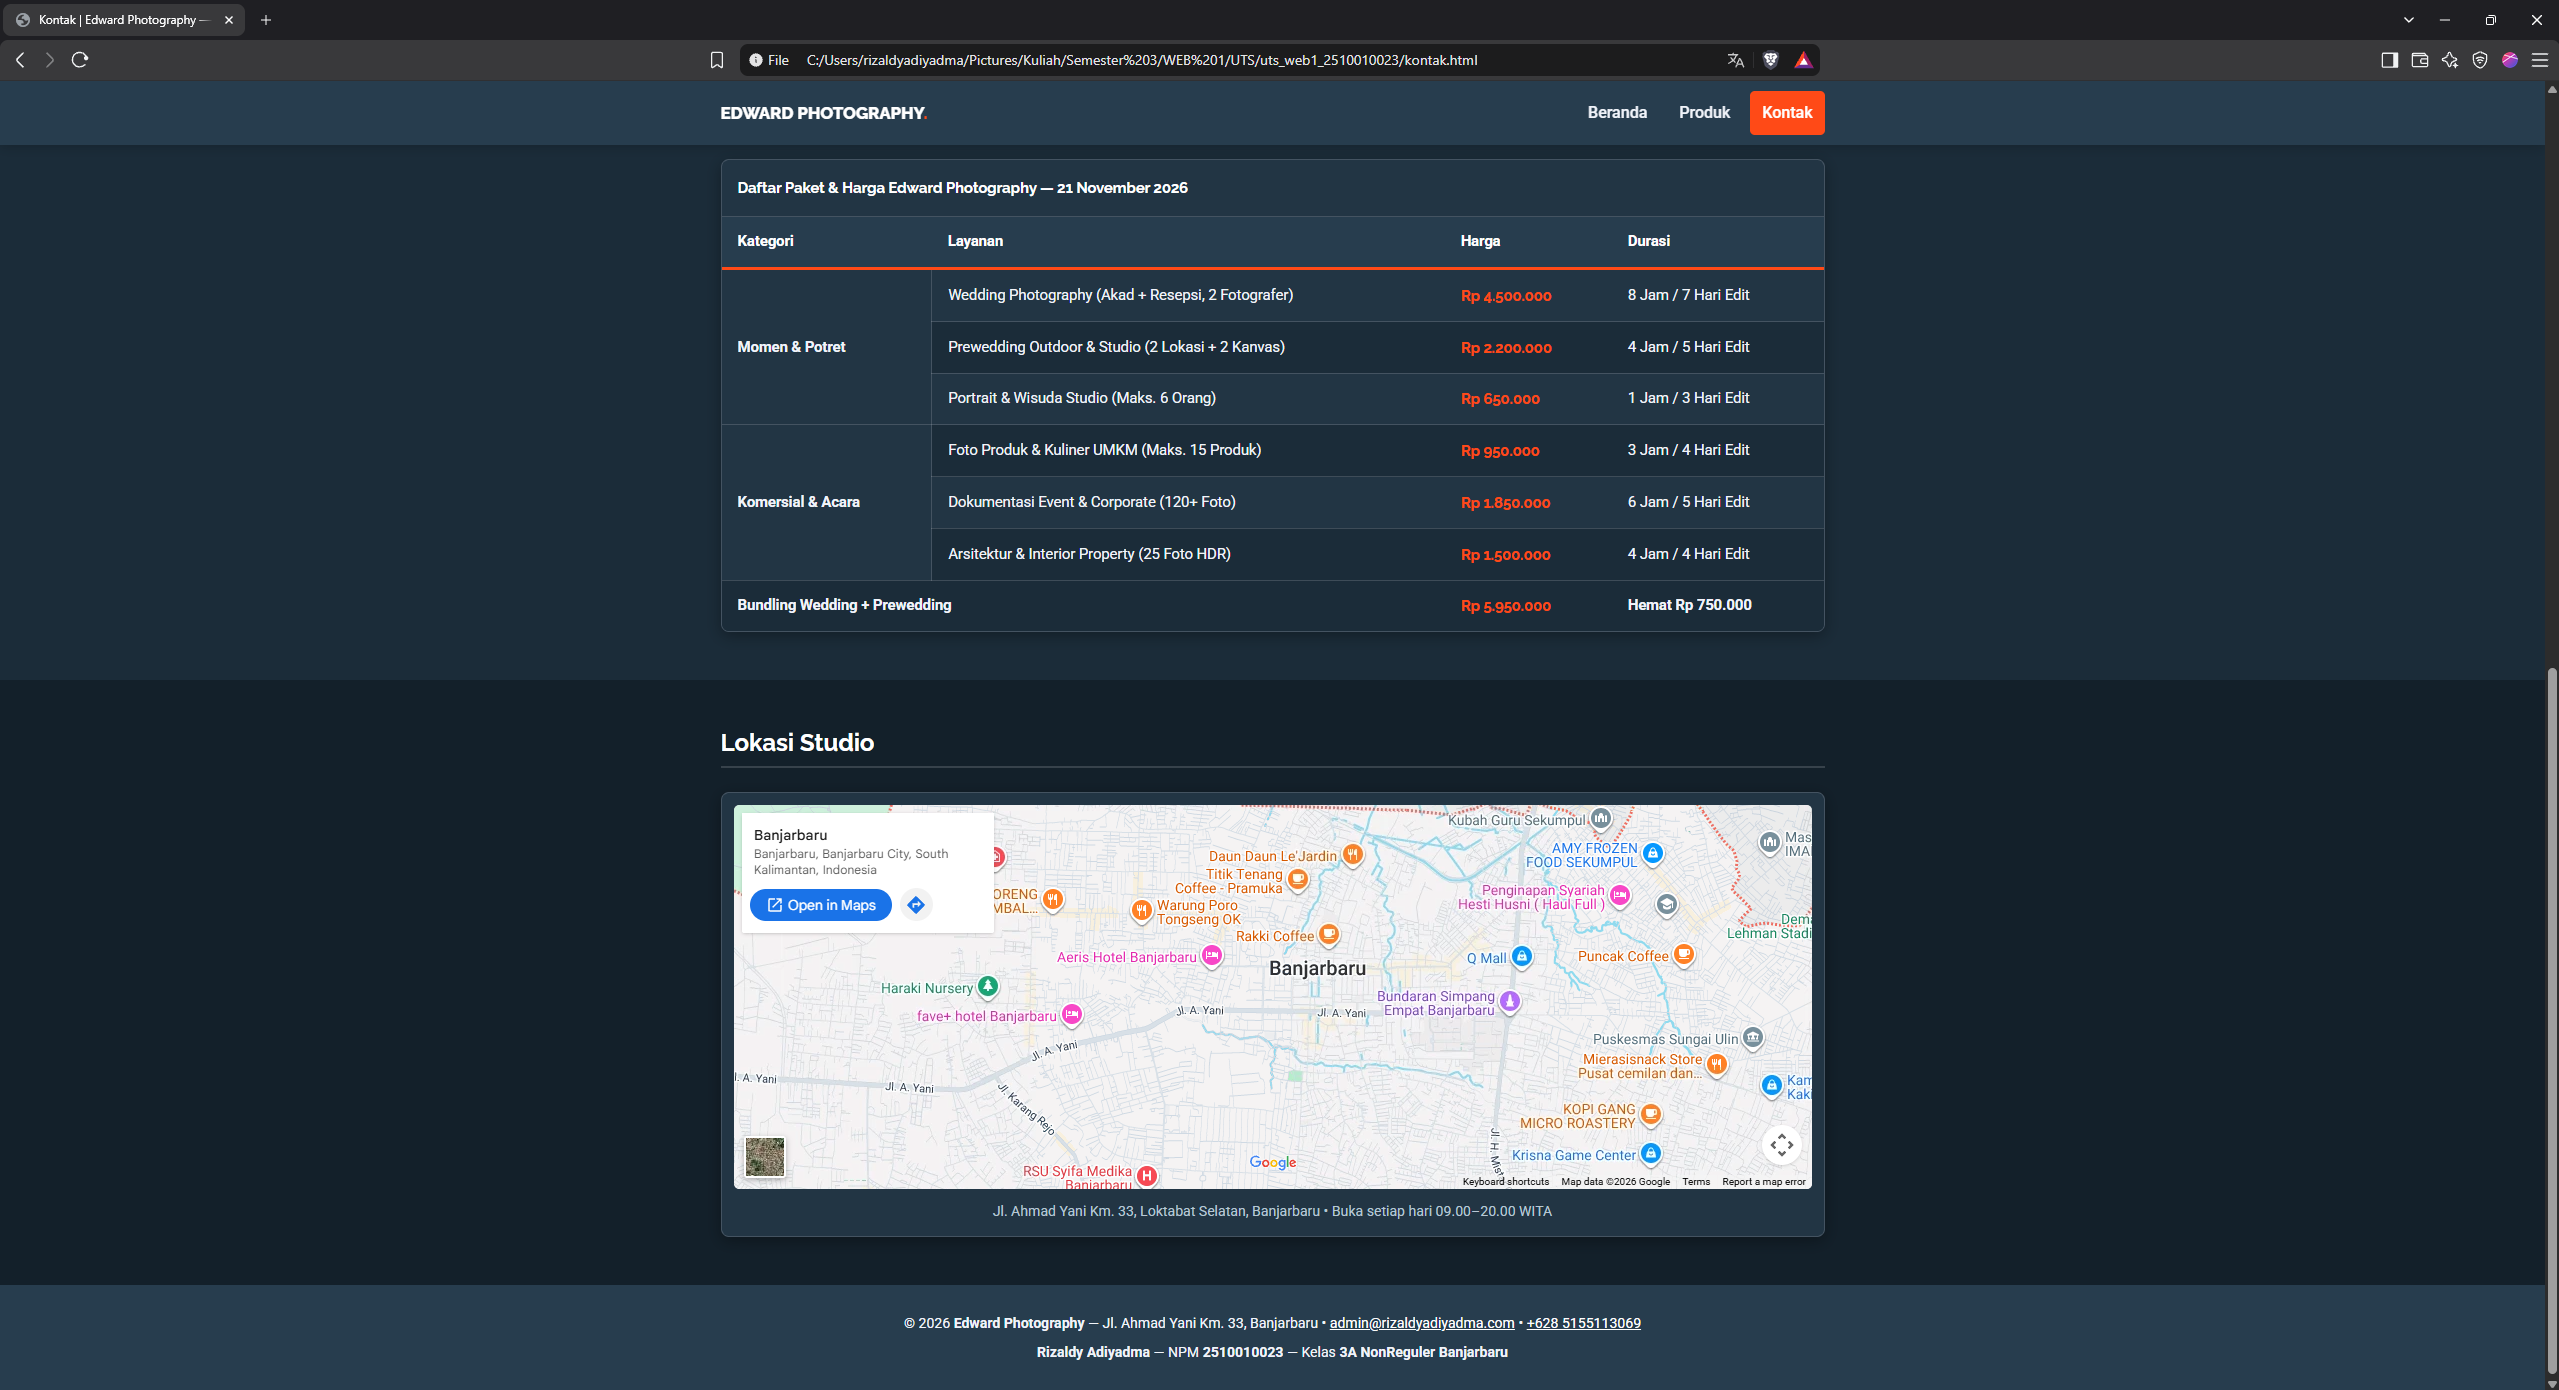 Kontak | Edward Photography —
File C:/Users/rizaldyadiyadma/Pictures/Kuliah/Semester%203/WEB%201/UTS/uts_web1_2510010023/kontak.html
EDWARD PHOTOGRAPHY.
Beranda Produk Kontak
Daftar Paket & Harga Edward Photography — 21 November 2026
Kategori Layanan Harga Durasi
Momen & Potret
Wedding Photography (Akad + Resepsi, 2 Fotografer) Rp 4.500.000 8 Jam / 7 Hari Edit
Prewedding Outdoor & Studio (2 Lokasi + 2 Kanvas) Rp 2.200.000 4 Jam / 5 Hari Edit
Portrait & Wisuda Studio (Maks. 6 Orang) Rp 650.000 1 Jam / 3 Hari Edit
Komersial & Acara
Foto Produk & Kuliner UMKM (Maks. 15 Produk) Rp 950.000 3 Jam / 4 Hari Edit
Dokumentasi Event & Corporate (120+ Foto) Rp 1.850.000 6 Jam / 5 Hari Edit
Arsitektur & Interior Property (25 Foto HDR) Rp 1.500.000 4 Jam / 4 Hari Edit
Bundling Wedding + Prewedding Rp 5.950.000 Hemat Rp 750.000
Lokasi Studio
Banjarbaru
Banjarbaru, Banjarbaru City, South
Kalimantan, Indonesia
Open in Maps
Kubah Guru Sekumpul
Daun Daun Le'Jardin
AMY FROZEN
FOOD SEKUMPUL
Mas
IMA
Titik Tenang
Coffee - Pramuka
ORENG
MBAL...
Warung Poro
Tongseng OK
Penginapan Syariah
Hesti Husni ( Haul Full )
Dema
Lehman Stadi
Rakki Coffee
Aeris Hotel Banjarbaru
Banjarbaru
Q Mall
Puncak Coffee
Haraki Nursery
fave+ hotel Banjarbaru
Bundaran Simpang
Empat Banjarbaru
Jl. A. Yani
Jl. A. Yani
Jl. A. Yani
Puskesmas Sungai Ulin
Mierasisnack Store
Pusat cemilan dan...
l. A. Yani
Jl. A. Yani
Jl. Karang Rejo
Kam
Kaki
KOPI GANG
MICRO ROASTERY
Jl. H. Mist
Krisna Game Center
RSU Syifa Medika
Banjarbaru
Google
Keyboard shortcuts Map data ©2026 Google Terms Report a map error
Jl. Ahmad Yani Km. 33, Loktabat Selatan, Banjarbaru • Buka setiap hari 09.00–20.00 WITA
© 2026 Edward Photography — Jl. Ahmad Yani Km. 33, Banjarbaru • admin@rizaldyadiyadma.com • +628 5155113069
Rizaldy Adiyadma — NPM 2510010023 — Kelas 3A NonReguler Banjarbaru